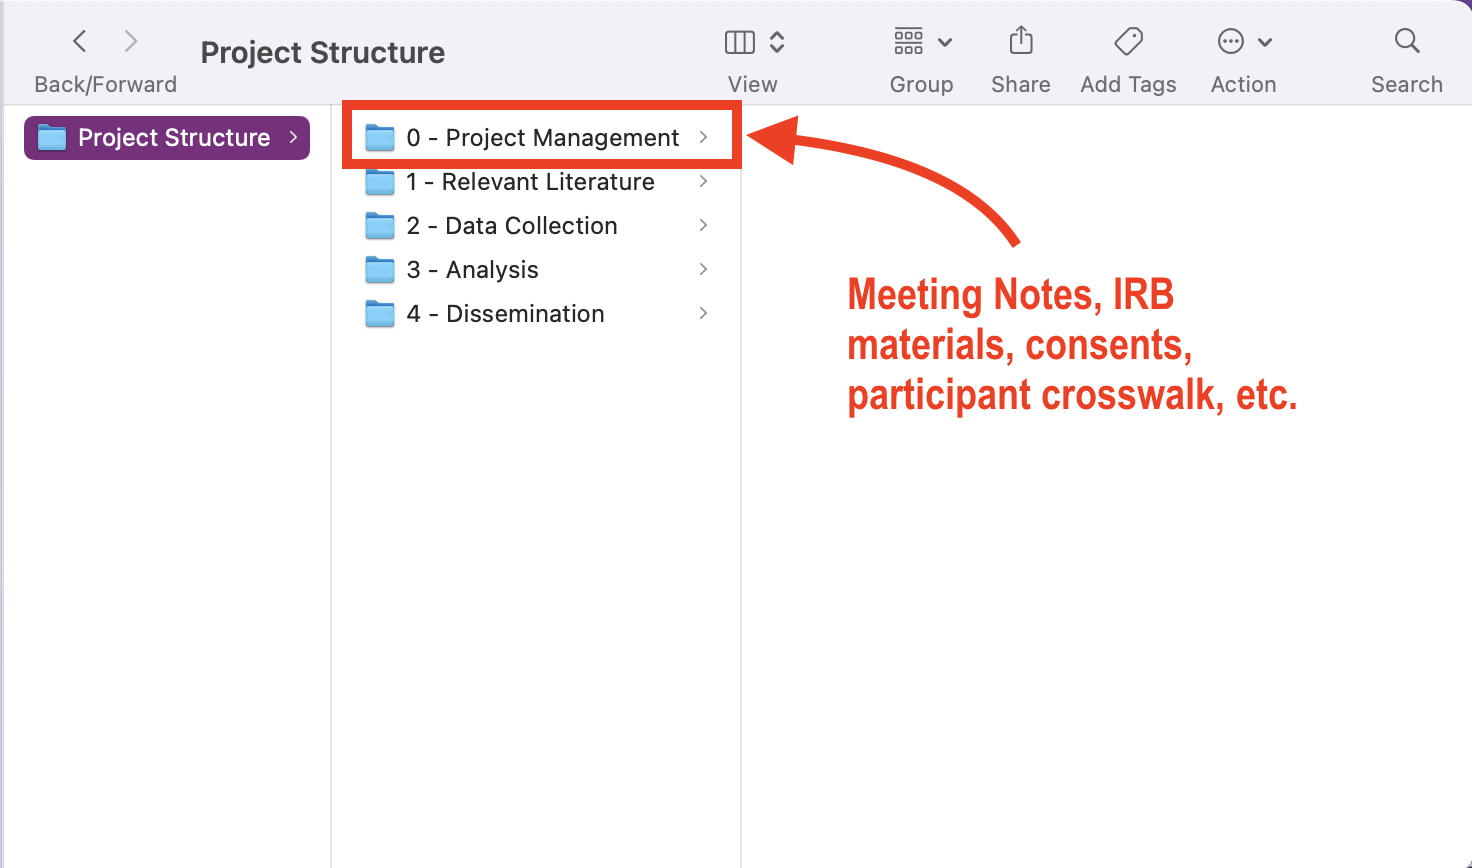 Project Structure
Back/Forward
View
Group
Share
Add Tags
Action
Search
Project Structure
0 - Project Management
1 - Relevant Literature
2 - Data Collection
3 - Analysis
4 - Dissemination
Meeting Notes, IRB
materials, consents,
participant crosswalk, etc.